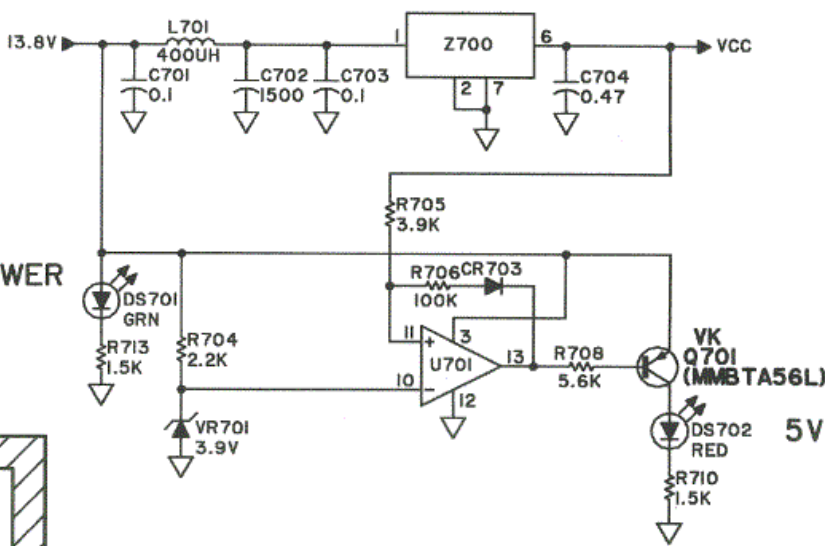 13.8V
L701
400UH
C701
0.1
C702
1500
C703
0.1
1
Z700
6
2
7
C704
0.47
VCC
R705
3.9K
WER
DS701
GRN
R713
1.5K
R704
2.2K
R706
100K
CR703
11
+
3
U701
13
10
-
12
R708
5.6K
VK
Q701
(MMBTA56L)
VR701
3.9V
DS702
RED
5V
R710
1.5K